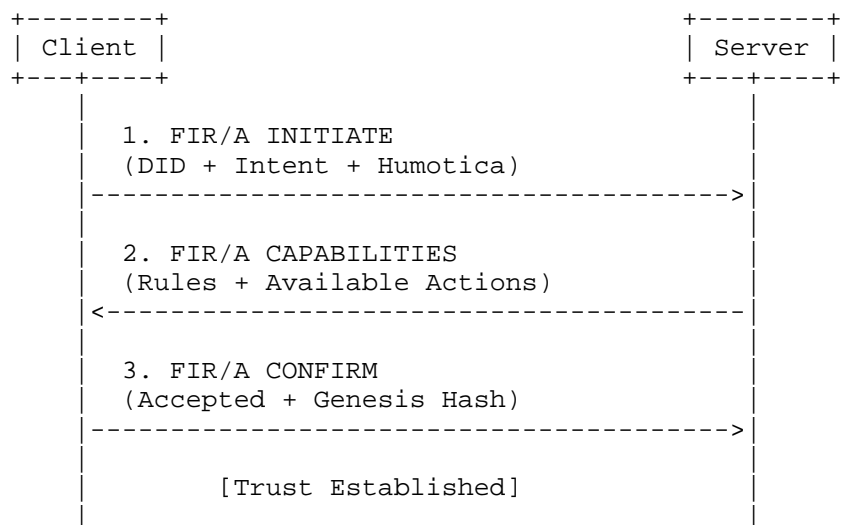 Client
Server
1. FIR/A INITIATE
(DID + Intent + Humotica)
2. FIR/A CAPABILITIES
(Rules + Available Actions)
3. FIR/A CONFIRM
(Accepted + Genesis Hash)
[Trust Established]